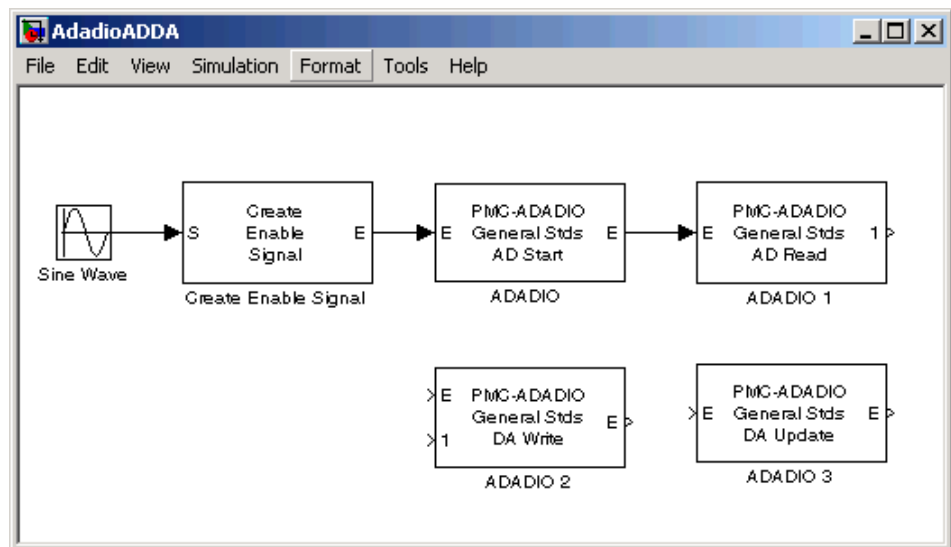 AdadioADDA
File Edit View Simulation Format Tools Help
Create
Enable
Signal
S
E
Sine Wave
Create Enable Signal
PMC-ADADIO
General Stds
AD Start
E
E
ADADIO
PMC-ADADIO
General Stds
AD Read
E
1
ADADIO 1
PMC-ADADIO
General Stds
DA Write
E
1
E
ADADIO 2
PMC-ADADIO
General Stds
DA Update
E
E
ADADIO 3